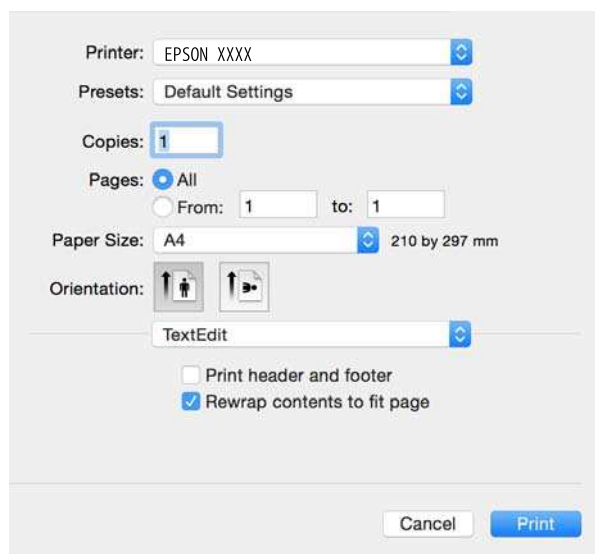 Printer: EPSON XXXX
Presets: Default Settings
Copies: 1
Pages: All
From: 1 to: 1
Paper Size: A4 210 by 297 mm
Orientation:
TextEdit
Print header and footer
Rewrap contents to fit page
Cancel Print